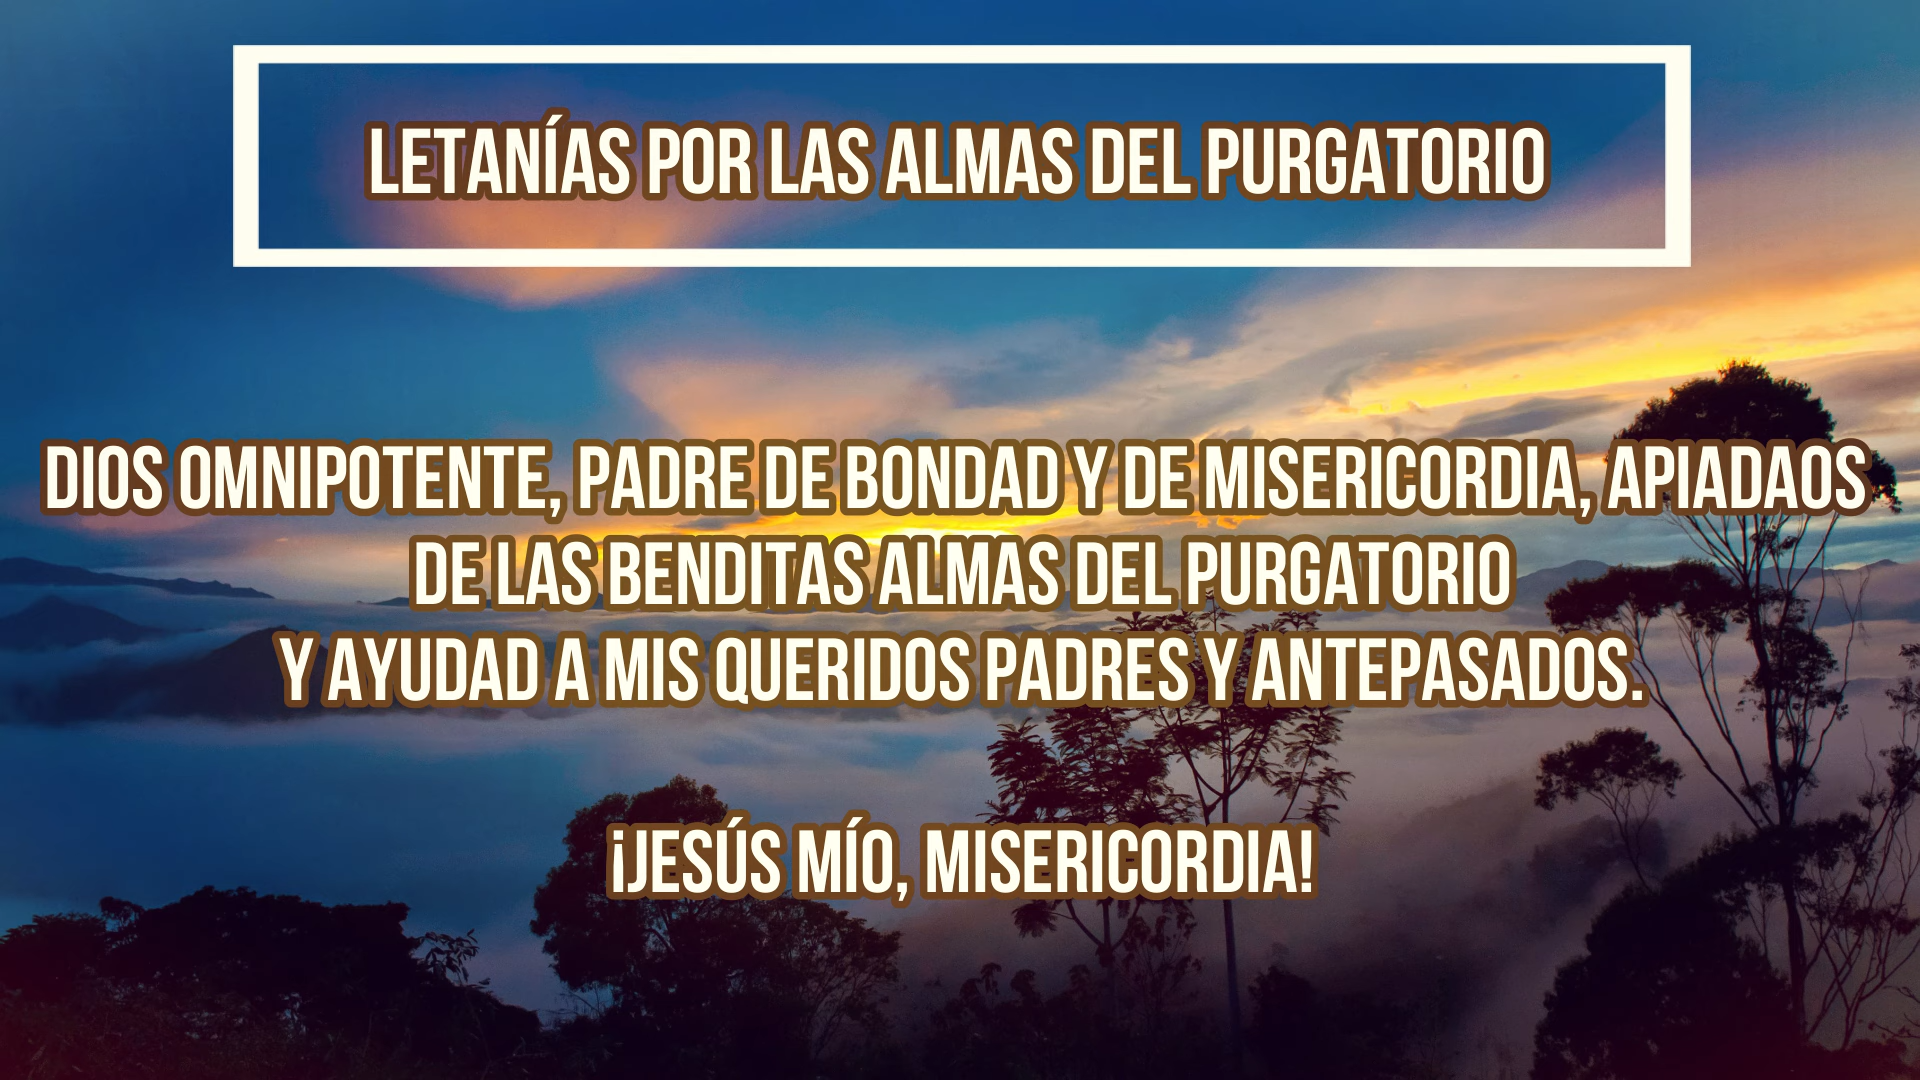 LETANÍAS POR LAS ALMAS DEL PURGATORIO
DIOS OMNIPOTENTE, PADRE DE BONDAD Y DE MISERICORDIA, APIADAOS
DE LAS BENDITAS ALMAS DEL PURGATORIO
Y AYUDAD A MIS QUERIDOS PADRES Y ANTEPASADOS.
¡JESÚS MÍO, MISERICORDIA!